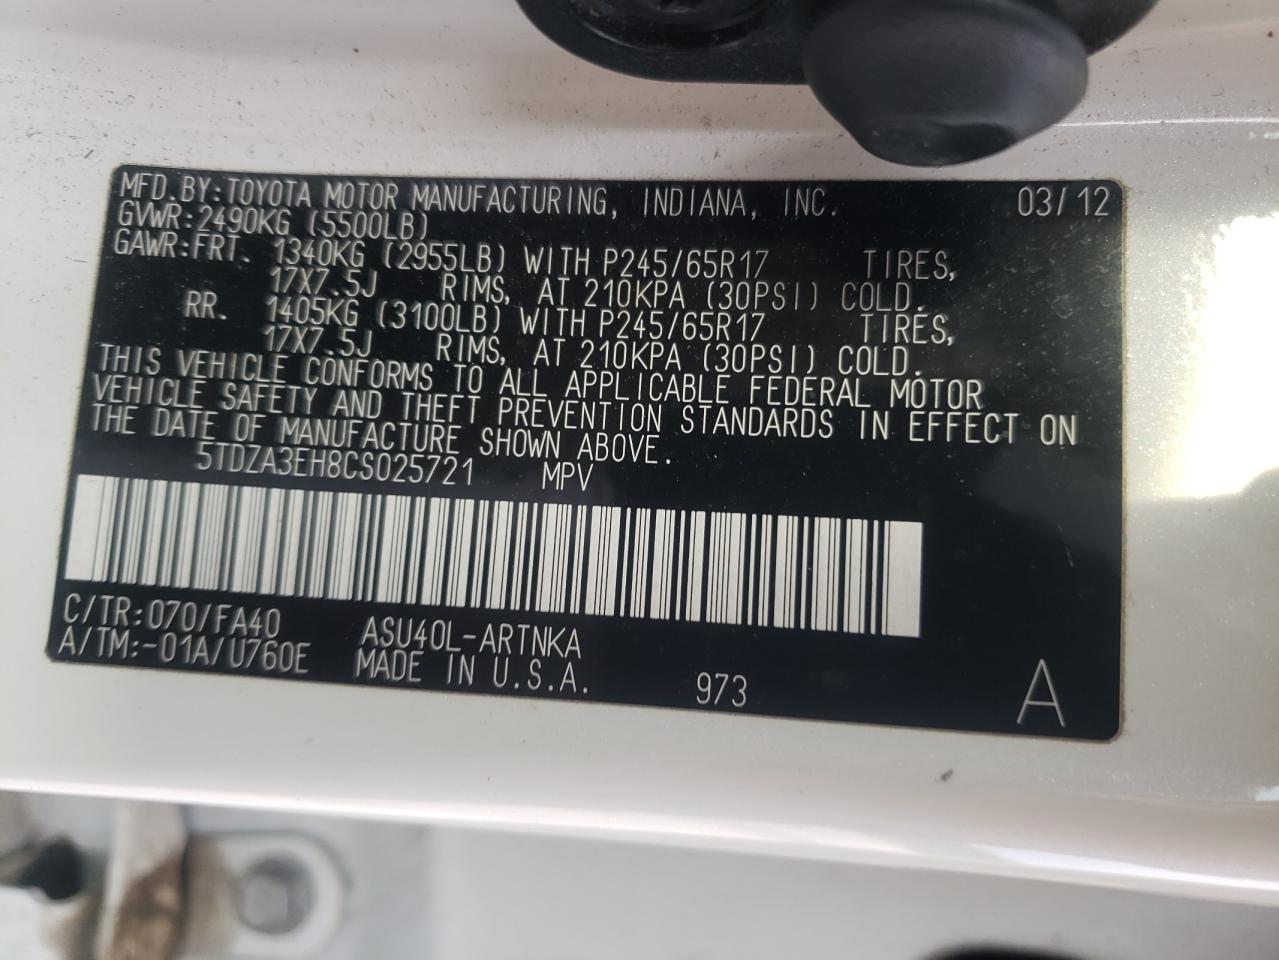 MFD.BY:TOYOTA MOTOR MANUFACTURING, INDIANA, INC. 03/12
GVWR:2490KG (5500LB)
GAWR:FRT. 1340KG (2955LB) WITH P245/65R17 TIRES,
17X7.5J RIMS, AT 210KPA (30PSI) COLD.
RR. 1405KG (3100LB) WITH P245/65R17 TIRES,
17X7.5J RIMS, AT 210KPA (30PSI) COLD.
THIS VEHICLE CONFORMS TO ALL APPLICABLE FEDERAL MOTOR
VEHICLE SAFETY AND THEFT PREVENTION STANDARDS IN EFFECT ON
THE DATE OF MANUFACTURE SHOWN ABOVE.
5TDZA3EH8CS025721 MPV
C/TR:070/FA40 ASU40L-ARTNKA
A/TM:-01A/U760E MADE IN U.S.A. 973 A